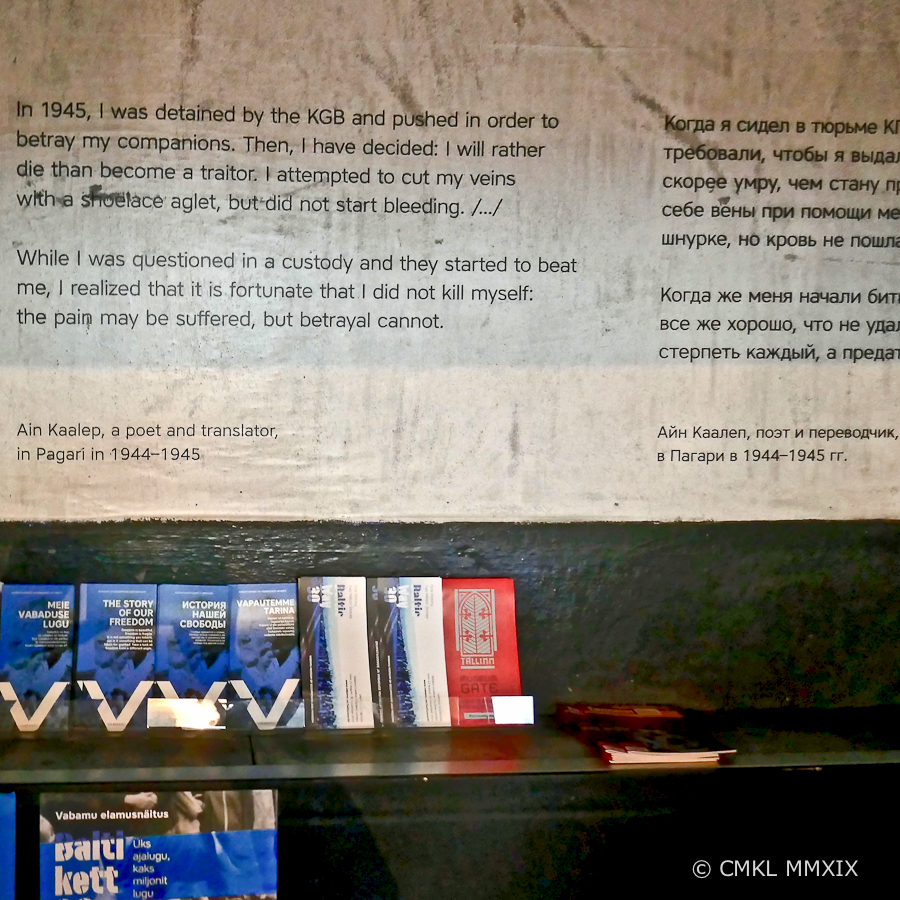 In 1945, I was detained by the KGB and pushed in order to
betray my companions. Then, I have decided: I will rather
die than become a traitor. I attempted to cut my veins
with a shoelace aglet, but did not start bleeding. /.../
While I was questioned in a custody and they started to beat
me, I realized that it is fortunate that I did not kill myself:
the pain may be suffered, but betrayal cannot.
Ain Kaalep, a poet and translator,
in Pagari in 1944–1945
Когда я сидел в тюрьме КГ
требовали, чтобы я выдал
скорее умру, чем стану пр
себе вены при помощи ме
шнурке, но кровь не пошла
Когда же меня начали бить
все же хорошо, что не удал
стерпеть каждый, а предат
Айн Каалеп, поэт и переводчик,
в Пагари в 1944–1945 гг.
MEIE
VABADUSE
LUGU
THE STORY
OF OUR
FREEDOM
ИСТОРИЯ
НАШЕЙ
СВОБОДЫ
VAPAUTEMME
TARINA
Baltic
Baltic
TALLINN
MUSEUM
GATE
Vabamu elamusnäitus
Balti
kett
Üks
ajalugu,
kaks
miljonit
lugu
© CMKL MMXIX